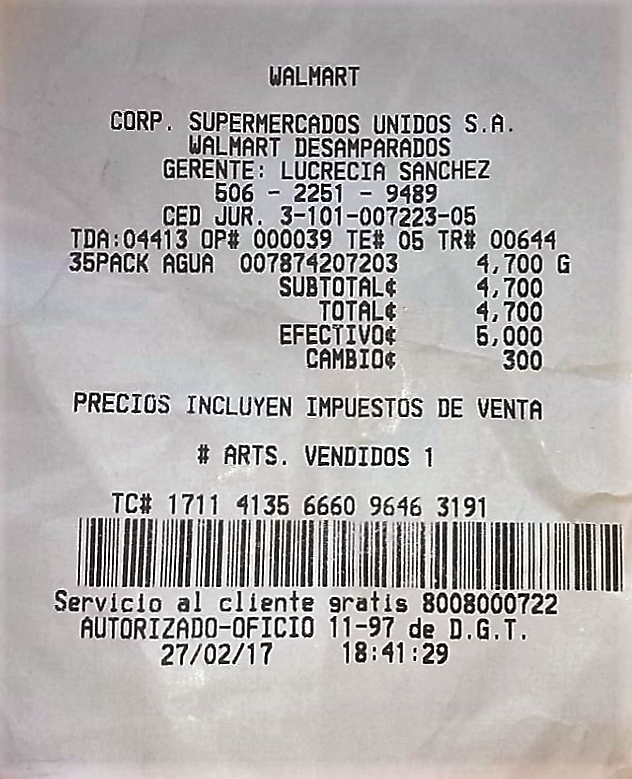 WALMART
CORP. SUPERMERCADOS UNIDOS S.A.
WALMART DESAMPARADOS
GERENTE: LUCRECIA SANCHEZ
506 - 2251 - 9489
CED JUR. 3-101-007223-05
TDA:04413 OP# 000039 TE# 05 TR# 00644
35PACK AGUA 007874207203 4,700 G
SUBTOTAL¢ 4,700
TOTAL¢ 4,700
EFECTIVO¢ 5,000
CAMBIO¢ 300
PRECIOS INCLUYEN IMPUESTOS DE VENTA
# ARTS. VENDIDOS 1
TC# 1711 4135 6660 9646 3191
Servicio al cliente gratis 8008000722
AUTORIZADO-OFICIO 11-97 de D.G.T.
27/02/17 18:41:29